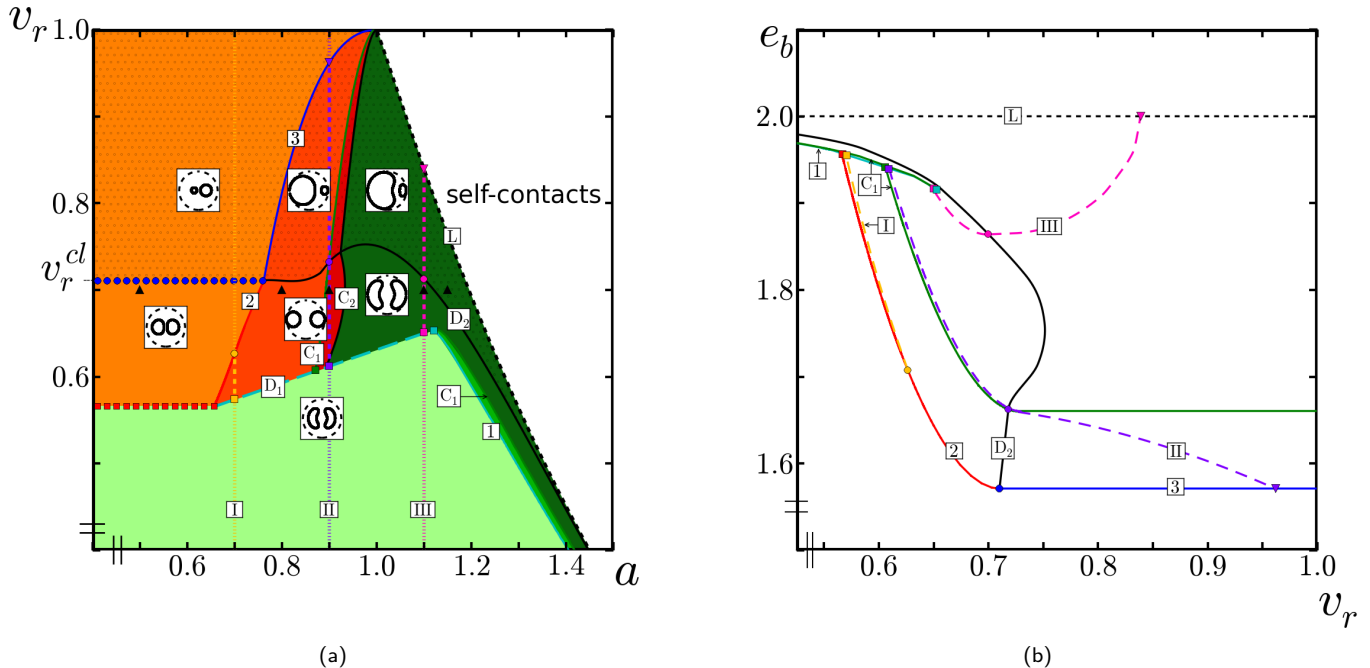 v_r 1.0
0.8
v_r^{cl}
0.6
0.6 0.8 1.0 1.2 1.4 a
3
2
D_1
C_1
C_2
L
D_2
C_1
1
I
II
III
self-contacts
(a)
e_b
2.0
1.8
1.6
0.6 0.7 0.8 0.9 1.0
v_r
L
1
C_1
I
III
2
D_2
II
3
(b)